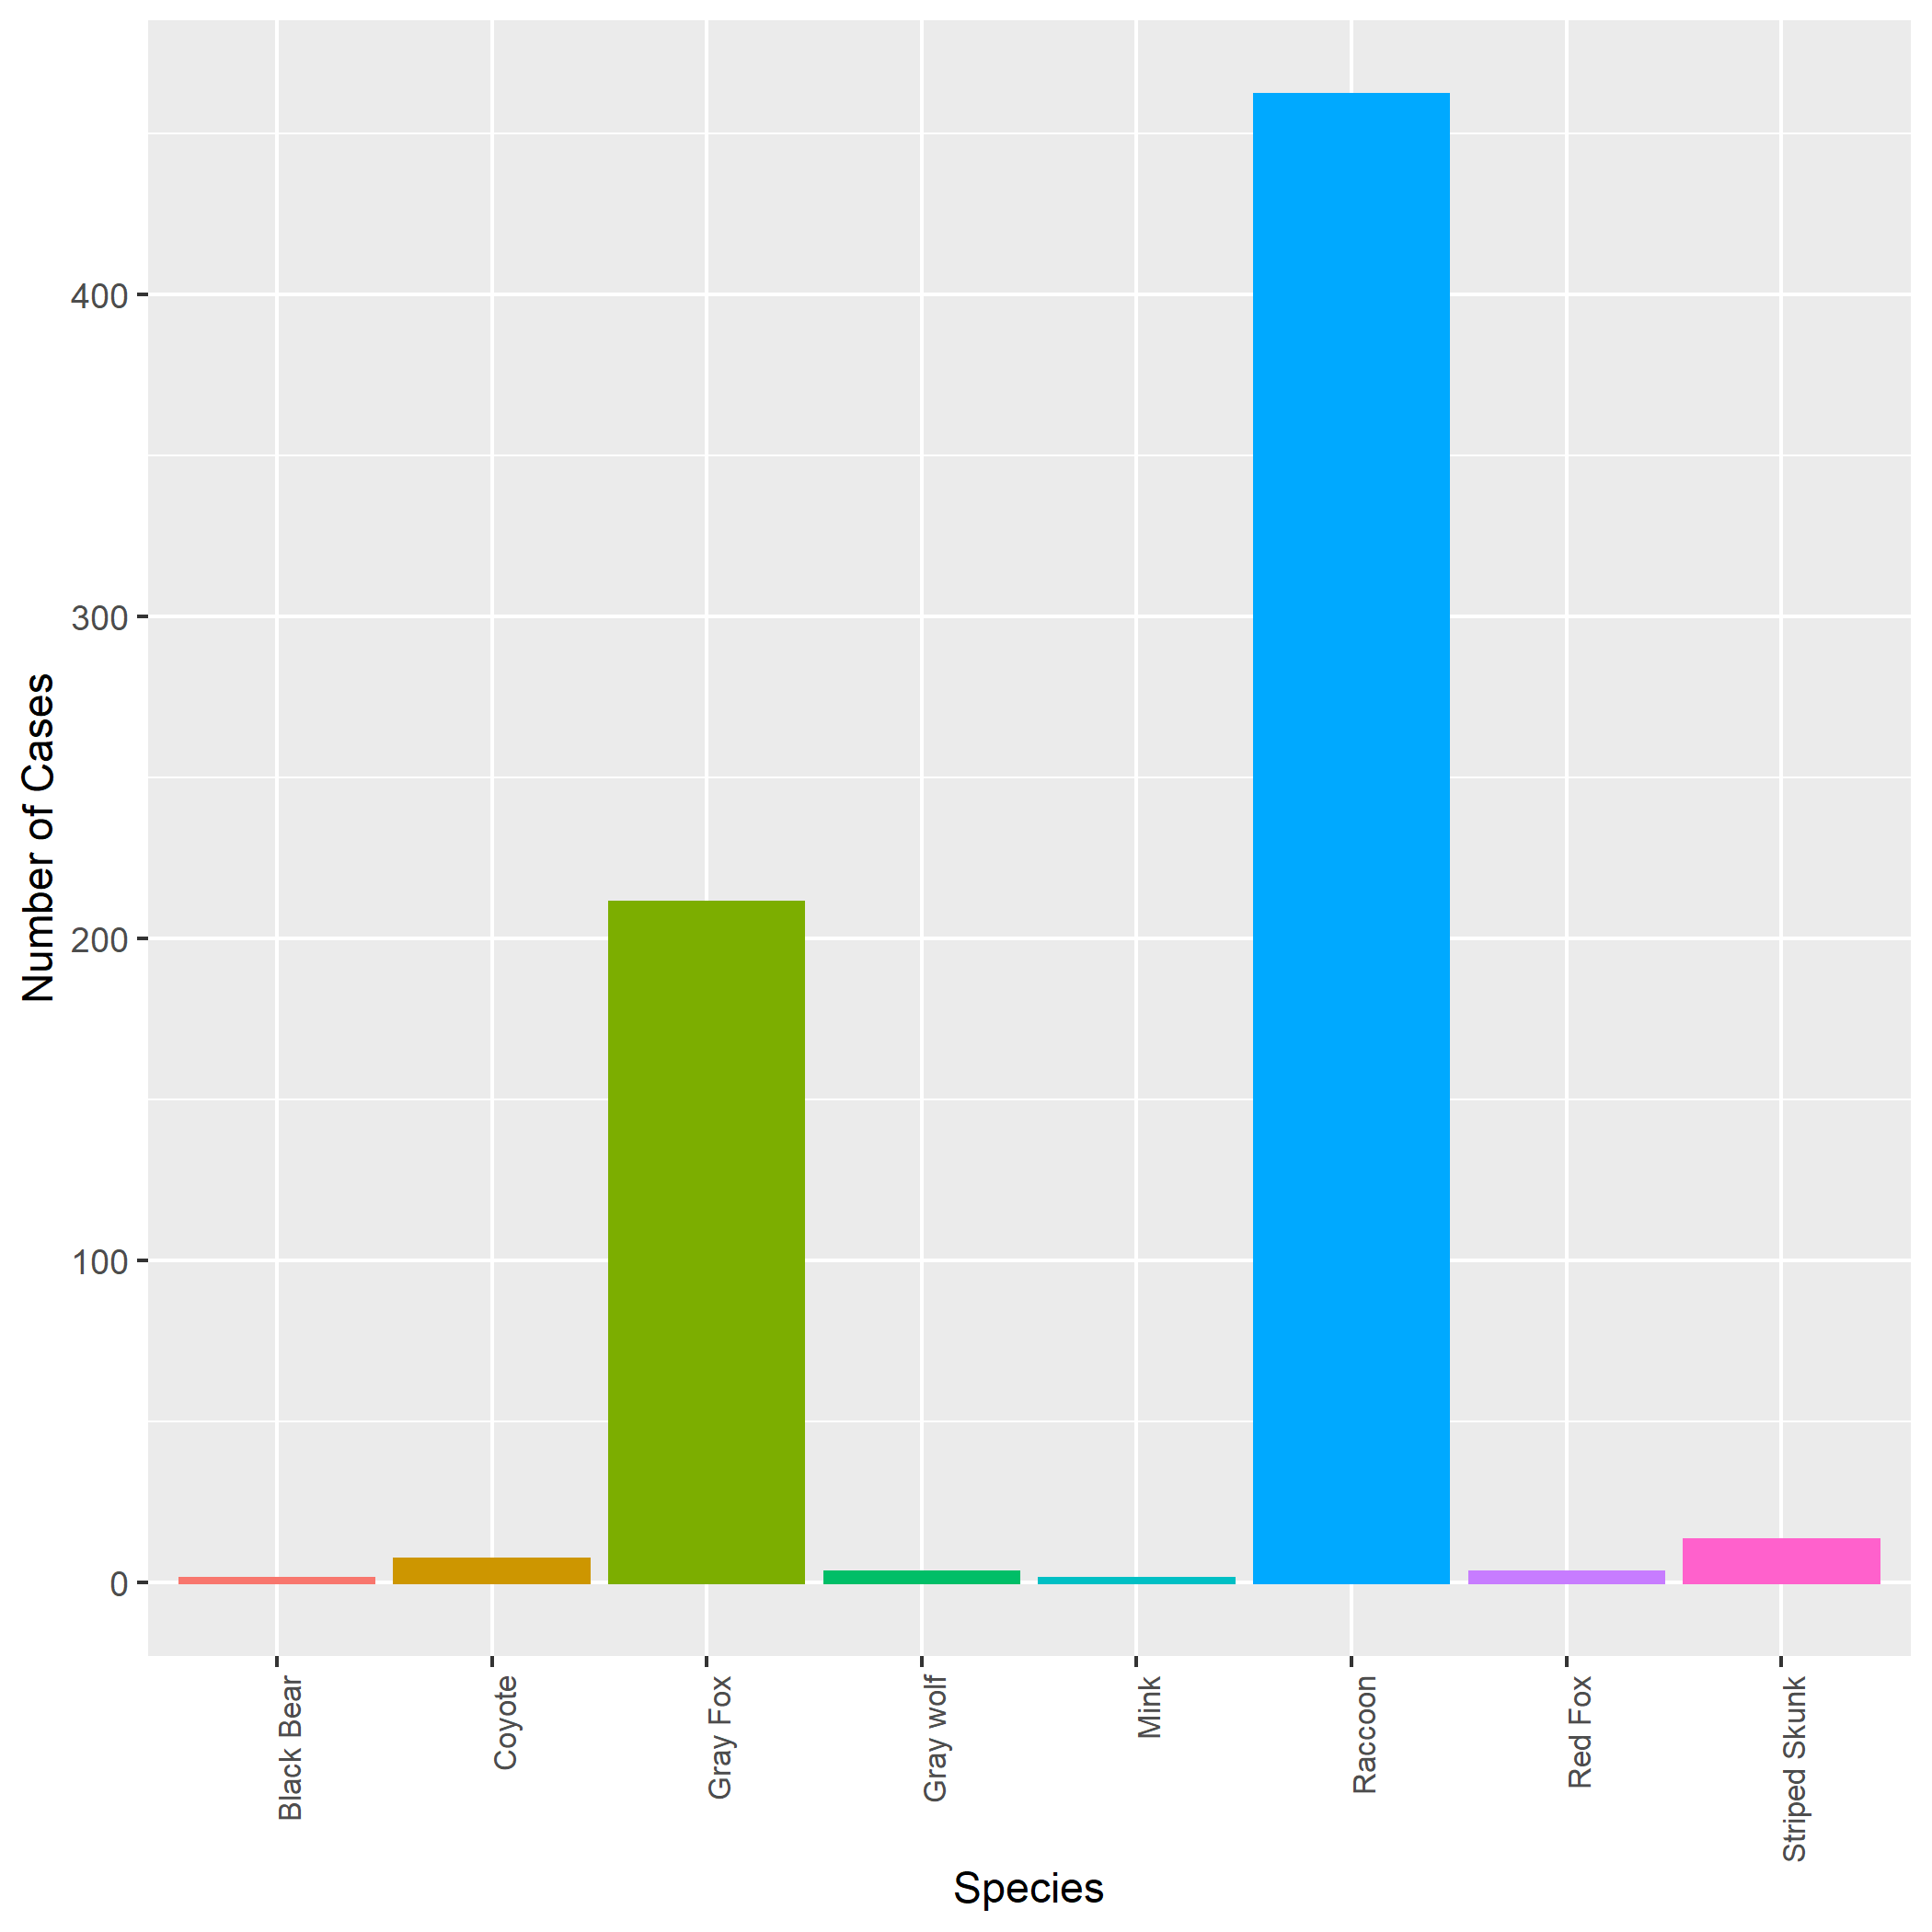 Number of Cases
400
300
200
100
0
Black Bear
Coyote
Gray Fox
Gray wolf
Mink
Raccoon
Red Fox
Striped Skunk
Species